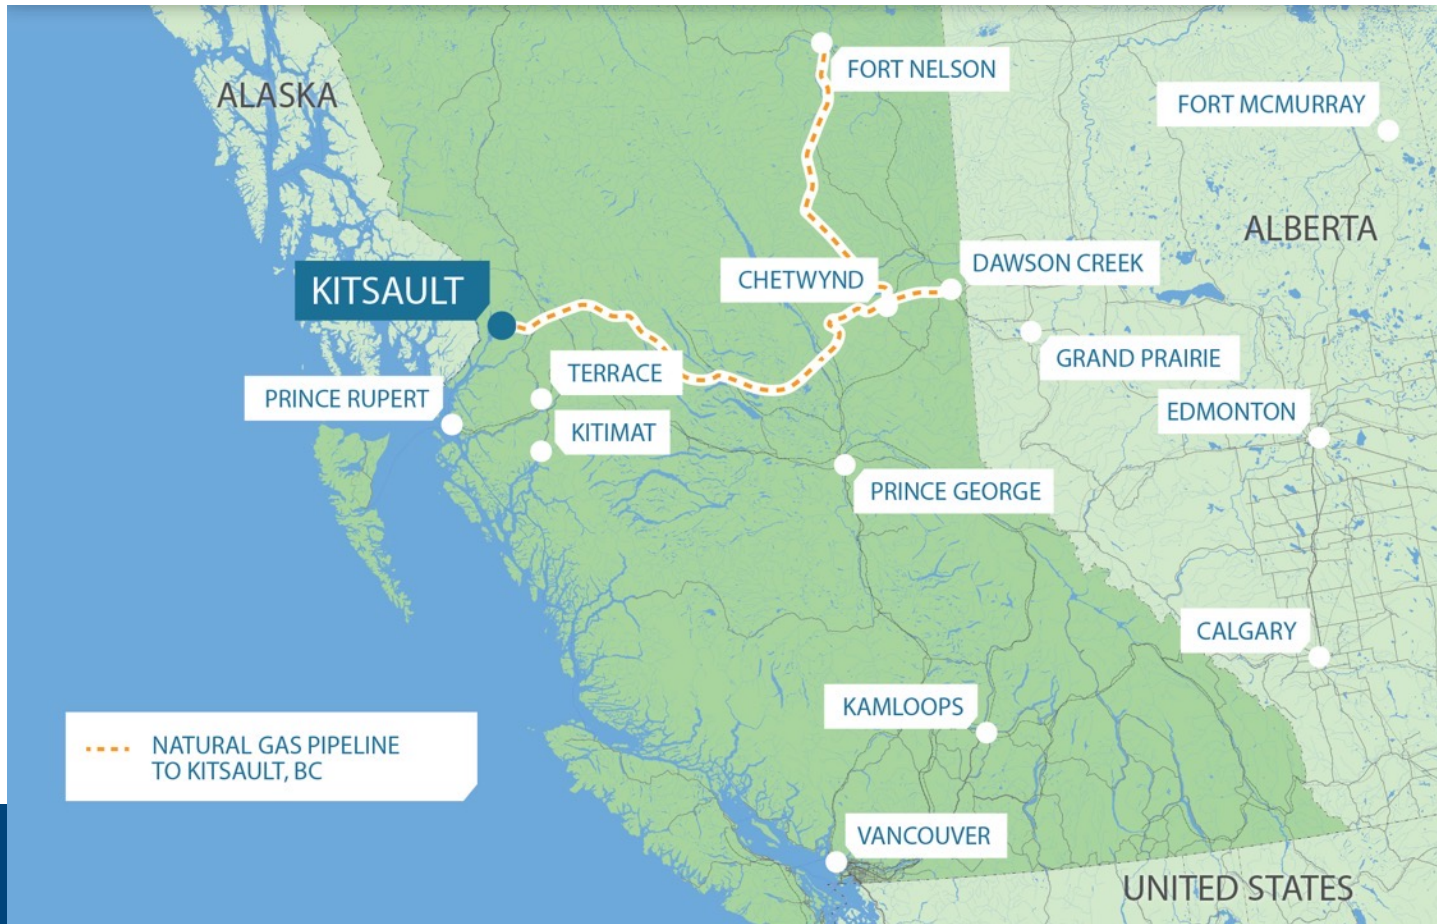 FORT NELSON
ALASKA
FORT MCMURRAY
ALBERTA
DAWSON CREEK
CHETWYND
KITSAULT
GRAND PRAIRIE
TERRACE
PRINCE RUPERT
EDMONTON
KITIMAT
PRINCE GEORGE
CALGARY
KAMLOOPS
NATURAL GAS PIPELINE
TO KITSAULT, BC
VANCOUVER
UNITED STATES